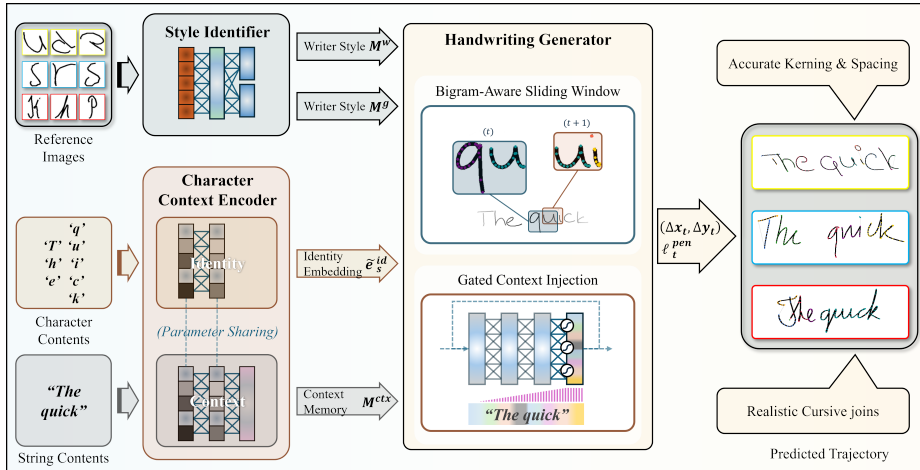 Reference
Images
Style Identifier
Writer Style M^w
Writer Style M^g
Handwriting Generator
Bigram-Aware Sliding Window
(t)
(t+1)
qu
ui
The quick
Character
Context Encoder
‘q’
‘T’ ‘u’
‘h’ ‘i’
‘e’ ‘c’
‘k’
Character
Contents
Identity
(Parameter Sharing)
Context
Identity
Embedding ẽ_s^id
“The
quick”
String Contents
Context
Memory M^ctx
Gated Context Injection
“The quick”
(Δx_t, Δy_t)
ℓ_t^pen
Accurate Kerning & Spacing
The quick
The quick
The quick
Realistic Cursive joins
Predicted Trajectory